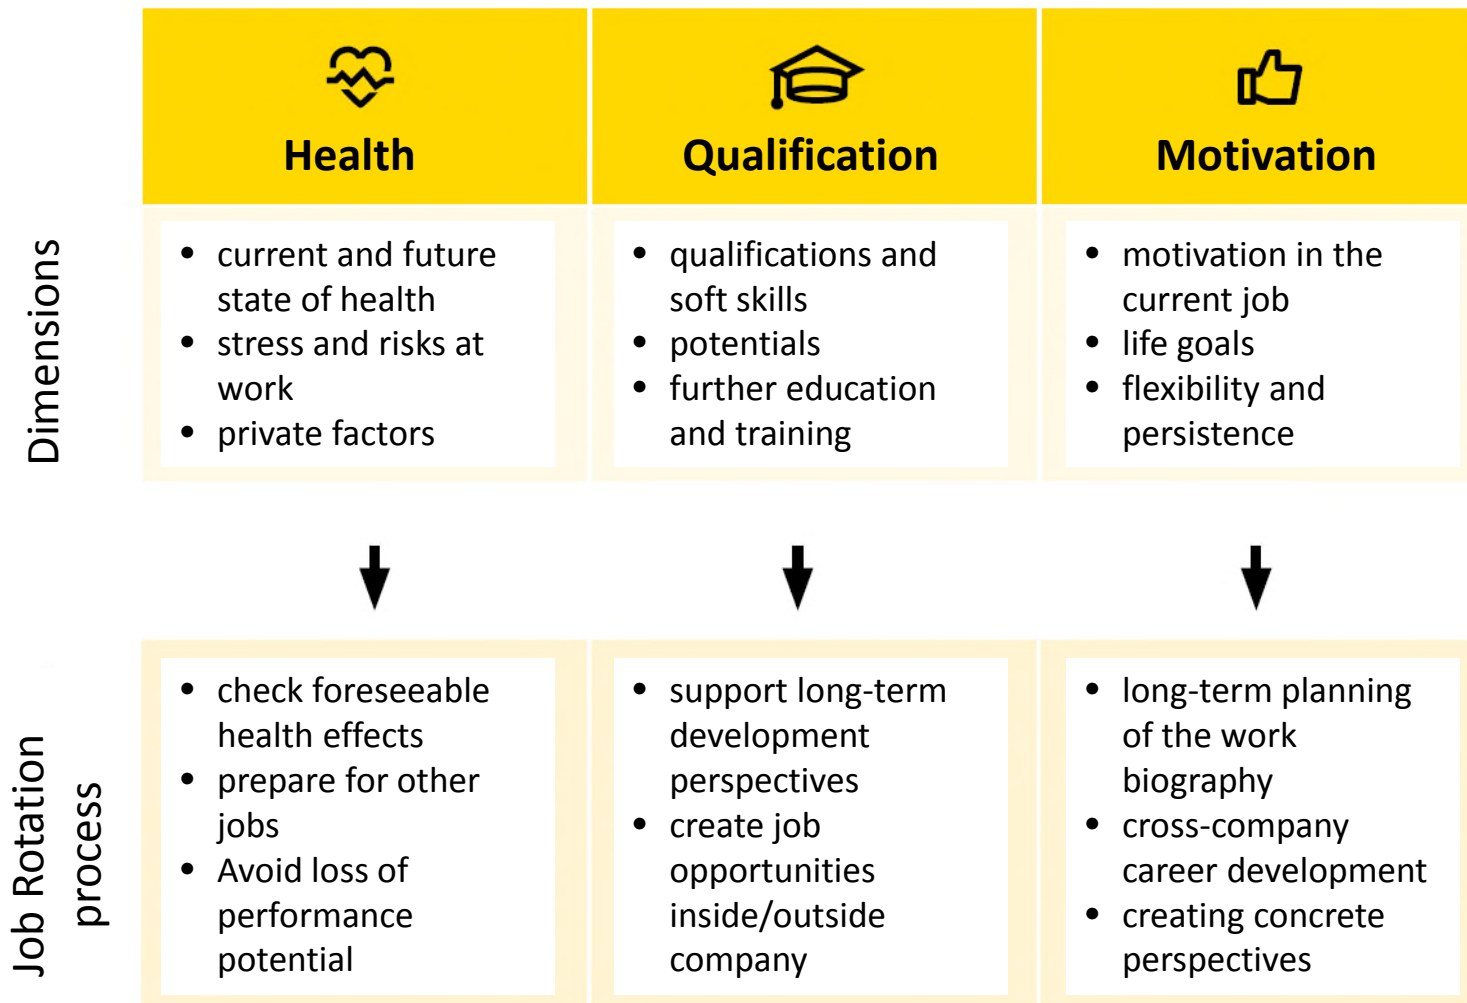 Health
Qualification
Motivation
Dimensions
• current and future
state of health
• stress and risks at
work
• private factors
• qualifications and
soft skills
• potentials
• further education
and training
• motivation in the
current job
• life goals
• flexibility and
persistence
Job Rotation
process
• check foreseeable
health effects
• prepare for other
jobs
• Avoid loss of
performance
potential
• support long-term
development
perspectives
• create job
opportunities
inside/outside
company
• long-term planning
of the work
biography
• cross-company
career development
• creating concrete
perspectives